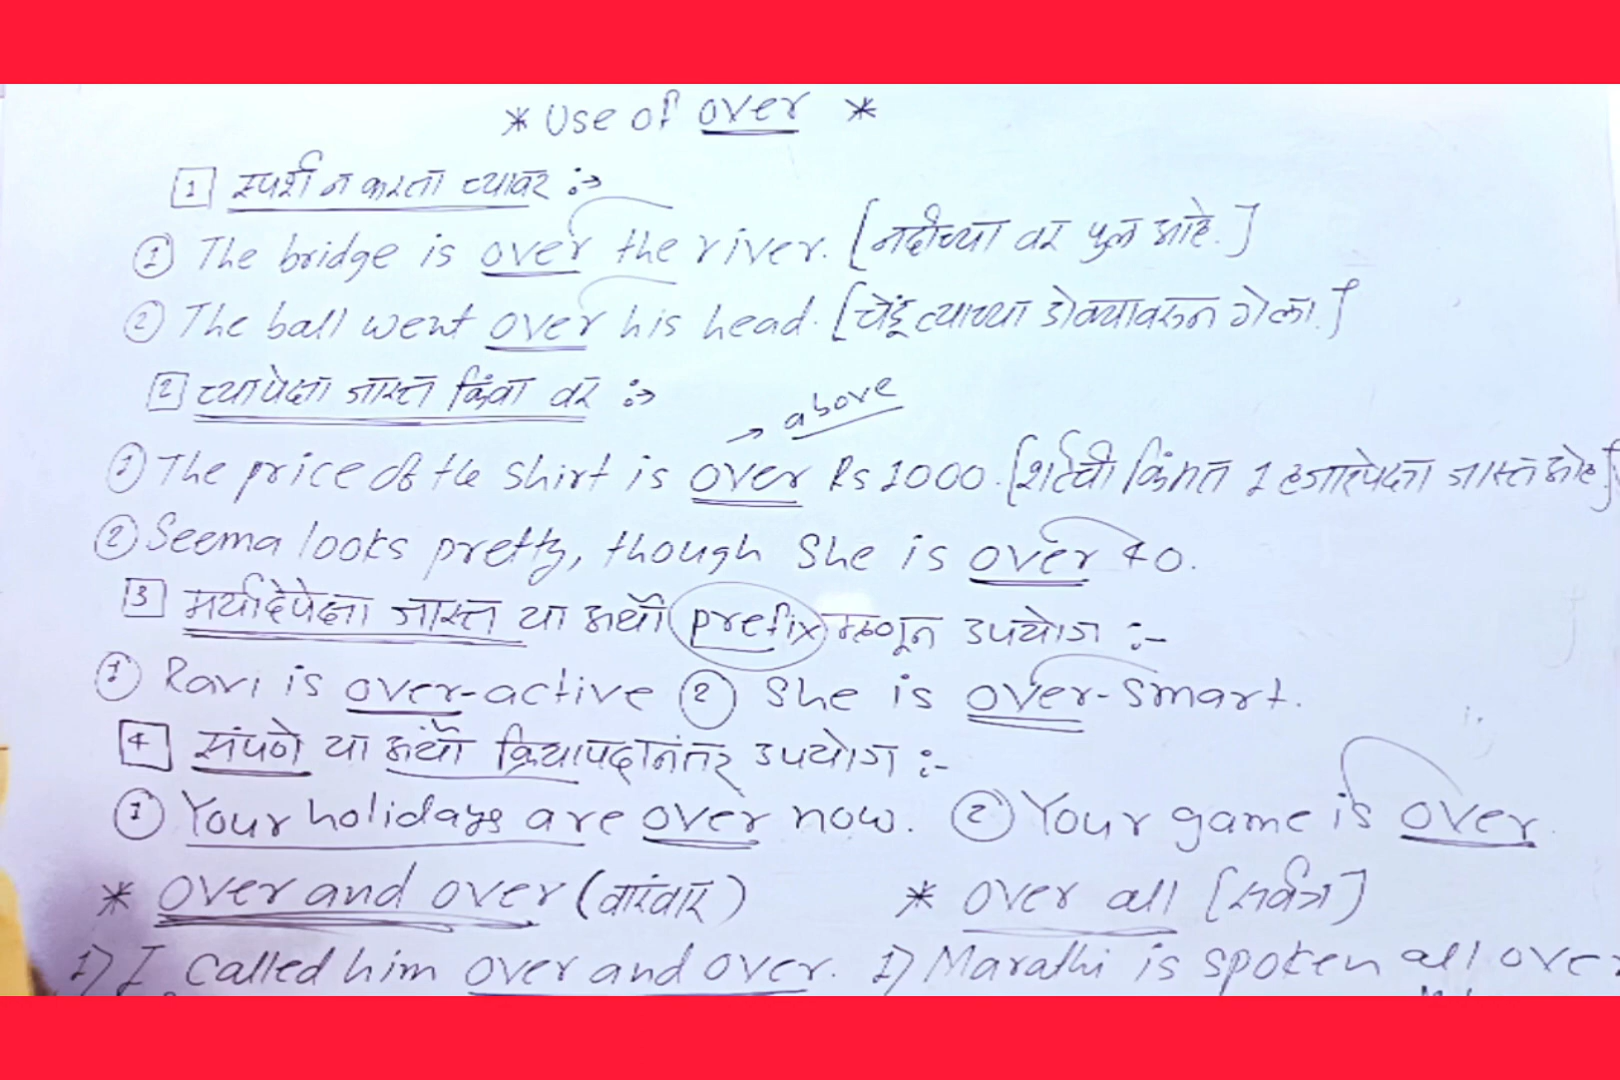 * Use of over *
1 स्पर्श न करता त्यावर :→
① The bridge is over the river. [नदीच्या वर पुल आहे.]
② The ball went over his head. [चेंडू त्याच्या डोक्यावरून गेला.]
2 त्यापेक्षा जास्त किंवा वर :→
→ above
① The price of the shirt is over Rs 1000. [शर्टची किंमत 1 हजारपेक्षा जास्त आहे]
② Seema looks pretty, though She is over 40.
3 मर्यादेपेक्षा जास्त या अर्थी prefix म्हणून उपयोग :-
① Ravi is over-active ② She is over-smart.
4 संपणे या अर्थी क्रियापदानंतर उपयोग :-
① Your holidays are over now. ② Your game is over.
* over and over (वारंवार) * over all [सर्वत्र]
1) I called him over and over. 1) Marathi is spoken all over